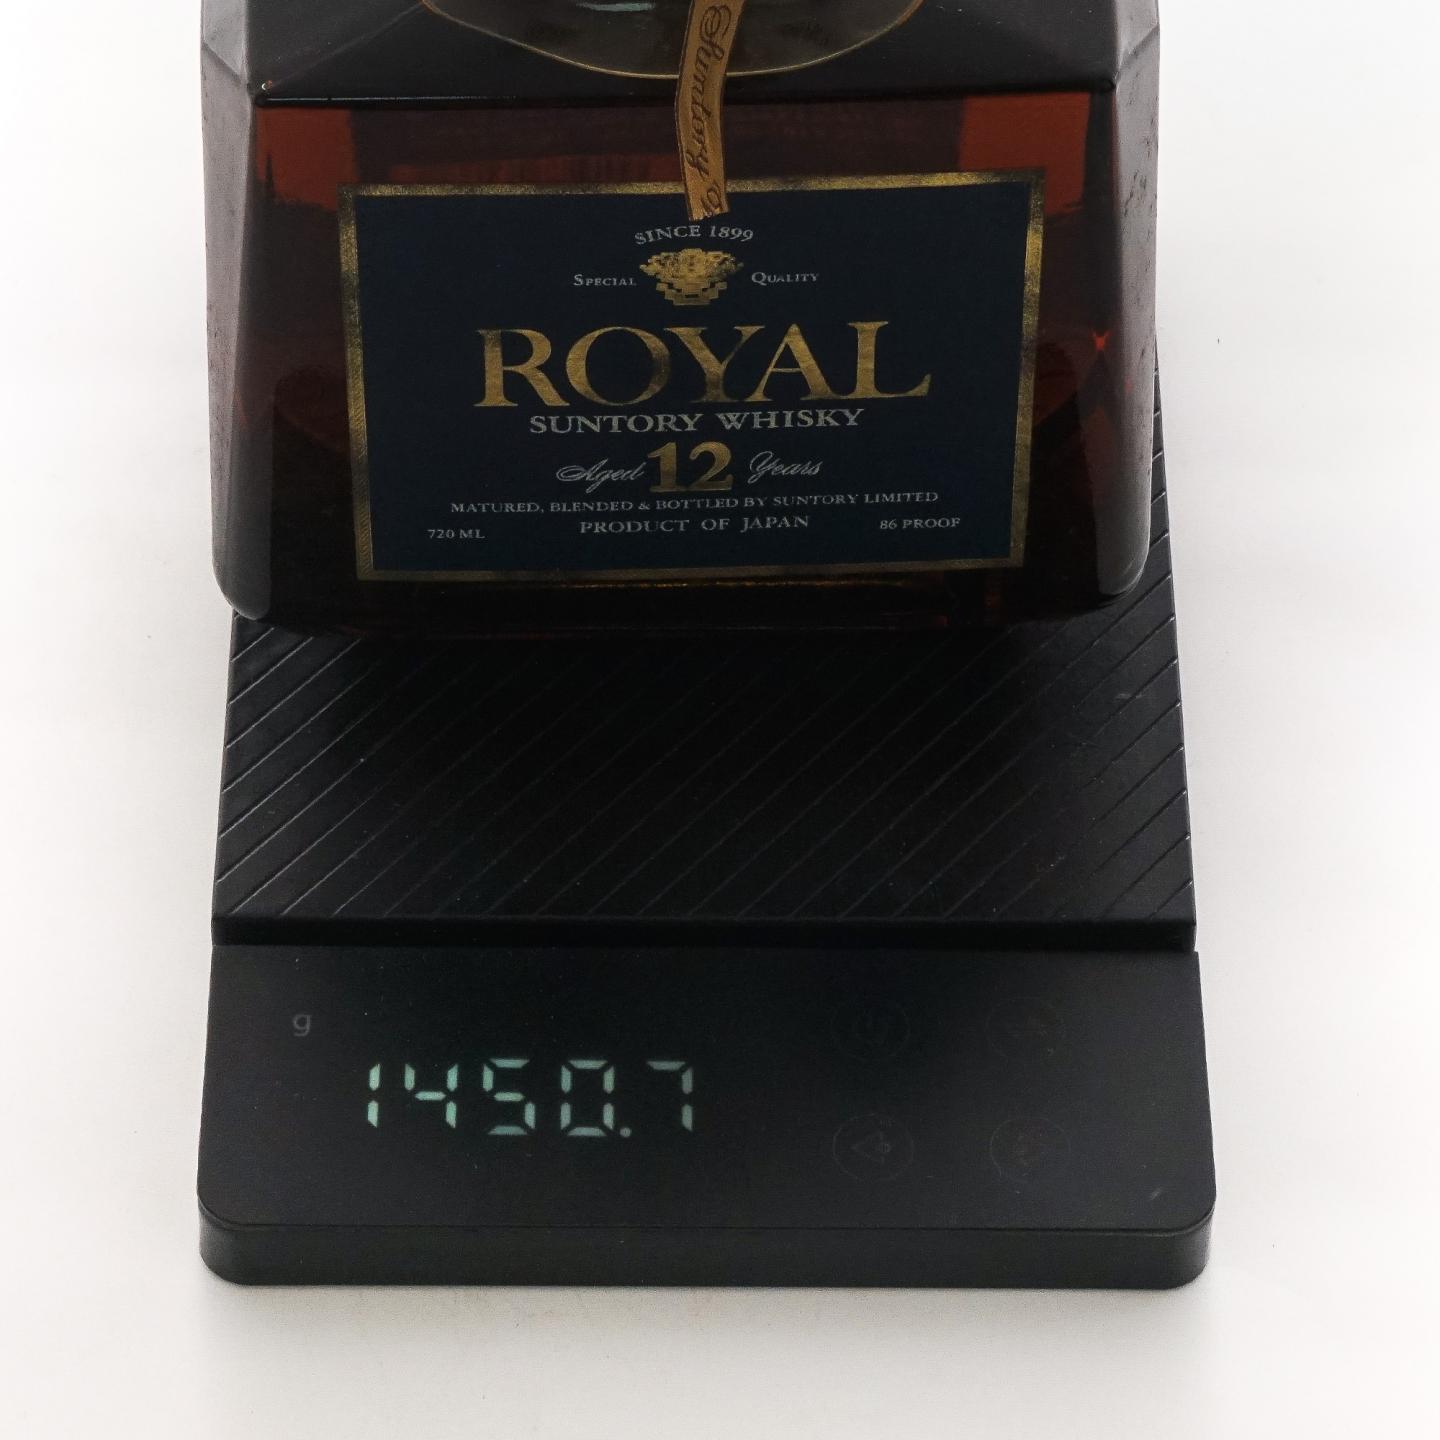 Suntory
SINCE 1899
SPECIAL QUALITY
ROYAL
SUNTORY WHISKY
Aged 12 Years
MATURED, BLENDED & BOTTLED BY SUNTORY LIMITED
720 ML PRODUCT OF JAPAN 86 PROOF
g
1450.7